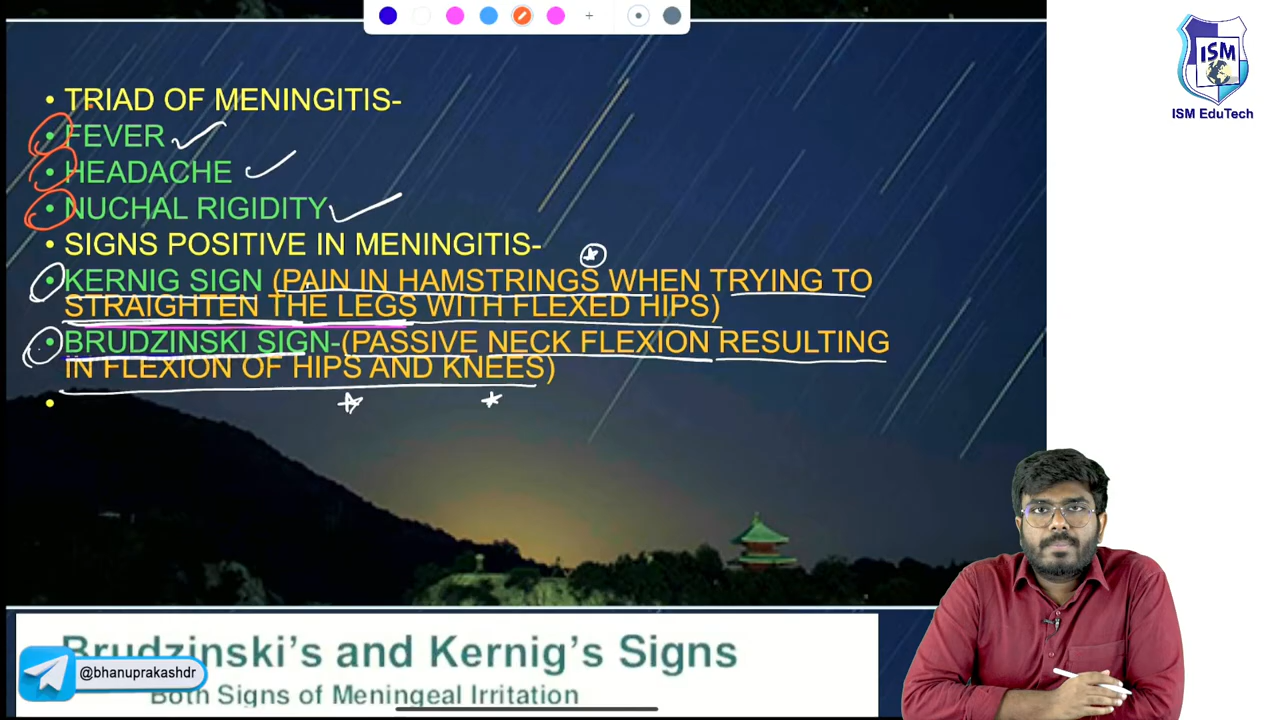 ISM
ISM EduTech
• TRIAD OF MENINGITIS-
• FEVER
• HEADACHE
• NUCHAL RIGIDITY
• SIGNS POSITIVE IN MENINGITIS-
• KERNIG SIGN (PAIN IN HAMSTRINGS WHEN TRYING TO
STRAIGHTEN THE LEGS WITH FLEXED HIPS)
• BRUDZINSKI SIGN-(PASSIVE NECK FLEXION RESULTING
IN FLEXION OF HIPS AND KNEES)
•
Brudzinski's and Kernig's Signs
@bhanuprakashdr
Both Signs of Meningeal Irritation